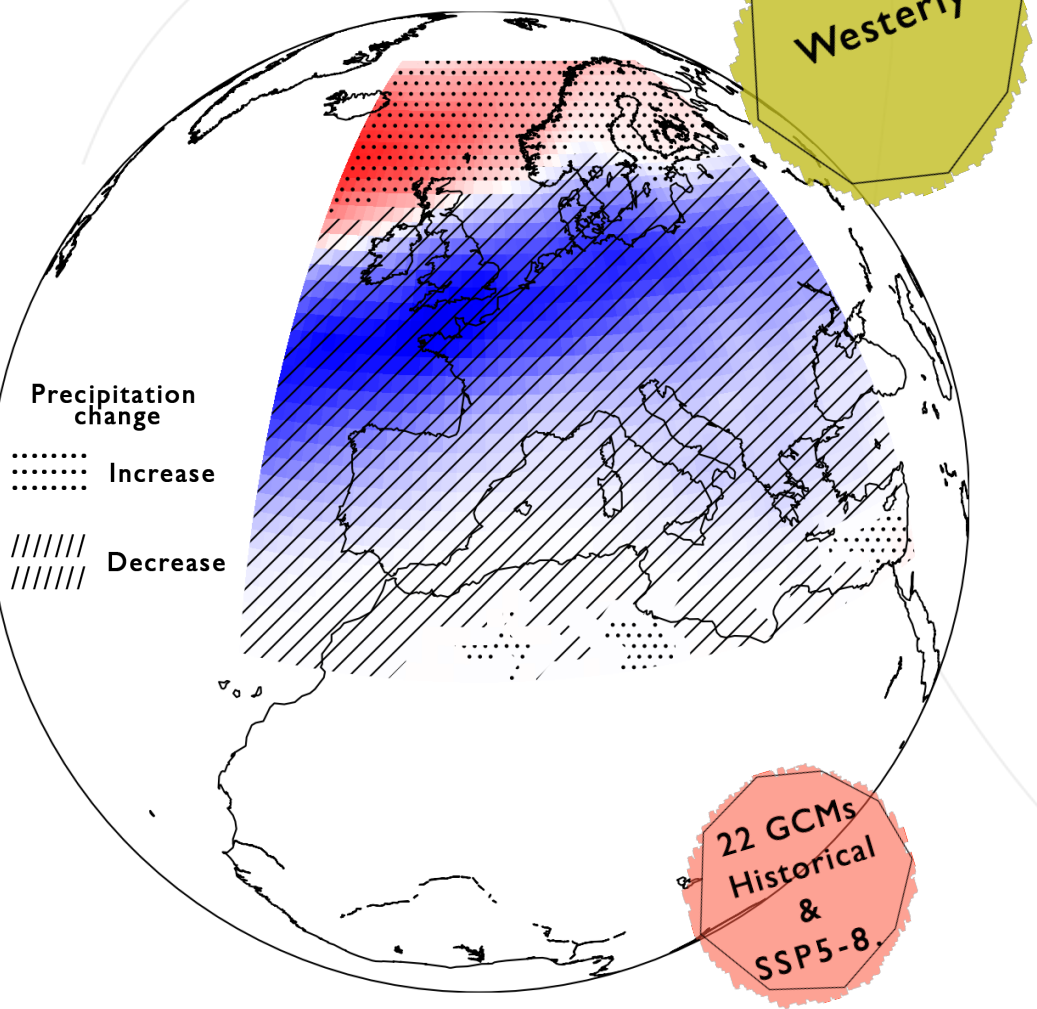 Westerly
Precipitation
change
Increase
Decrease
22 GCMs
Historical
&
SSP5-8.